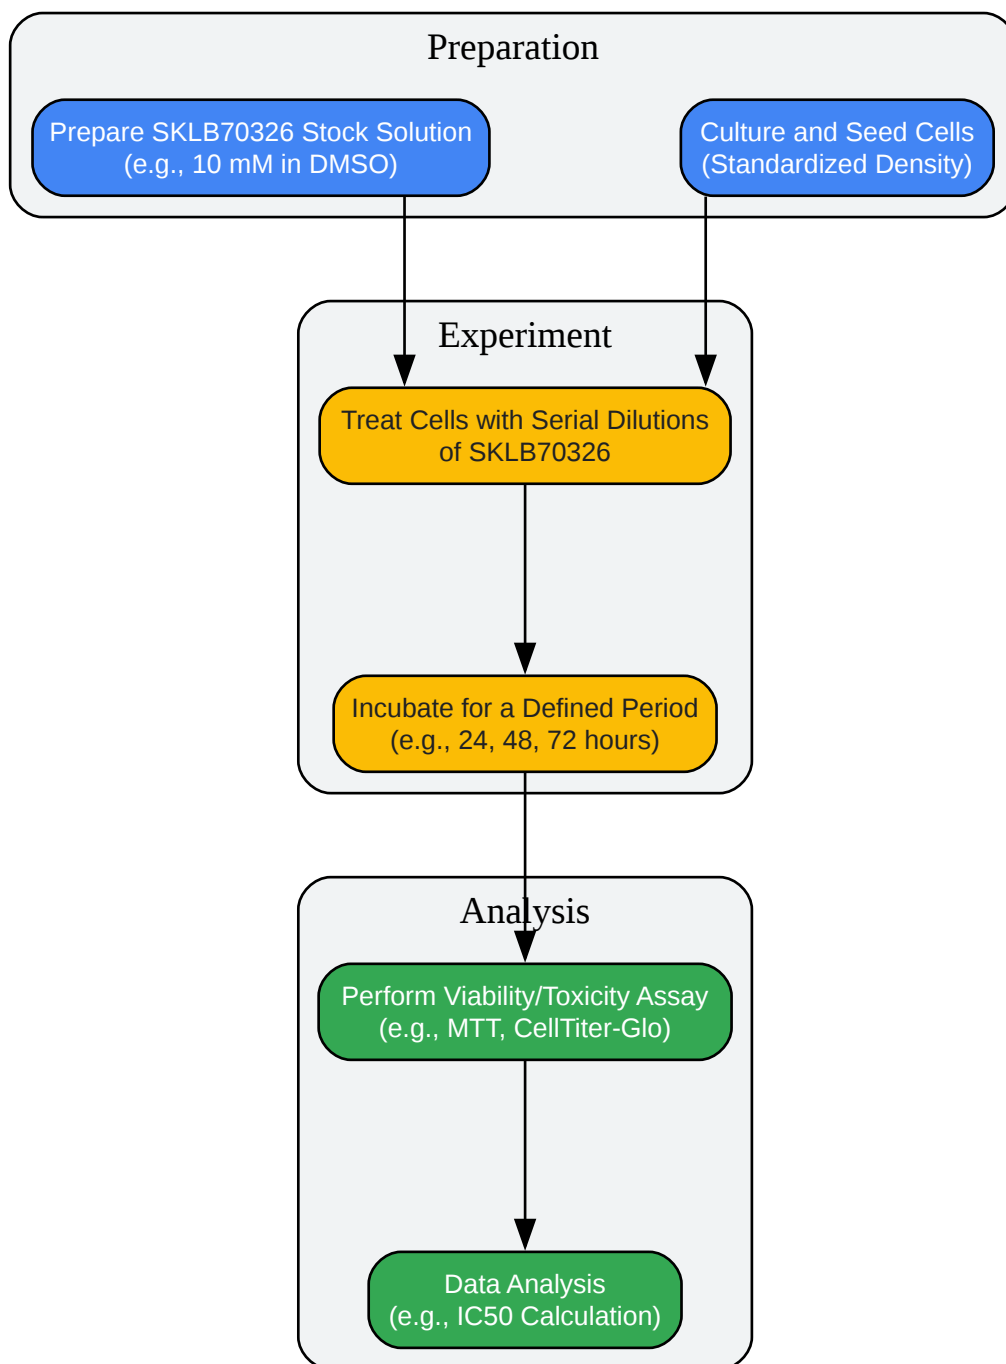 Preparation
Prepare SKLB70326 Stock Solution
(e.g., 10 mM in DMSO)
Culture and Seed Cells
(Standardized Density)
Experiment
Treat Cells with Serial Dilutions
of SKLB70326
Incubate for a Defined Period
(e.g., 24, 48, 72 hours)
Analysis
Perform Viability/Toxicity Assay
(e.g., MTT, CellTiter-Glo)
Data Analysis
(e.g., IC50 Calculation)